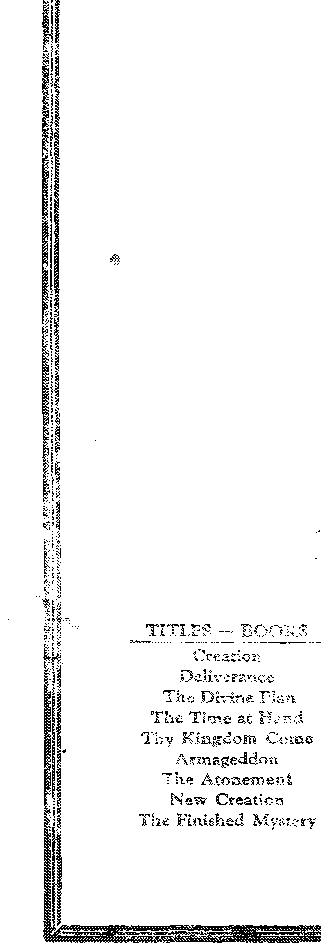 TITLES — BOOKS
Creation
Deliverance
The Divine Plan
The Time at Hand
Thy Kingdom Come
Armageddon
The Atonement
New Creation
The Finished Mystery